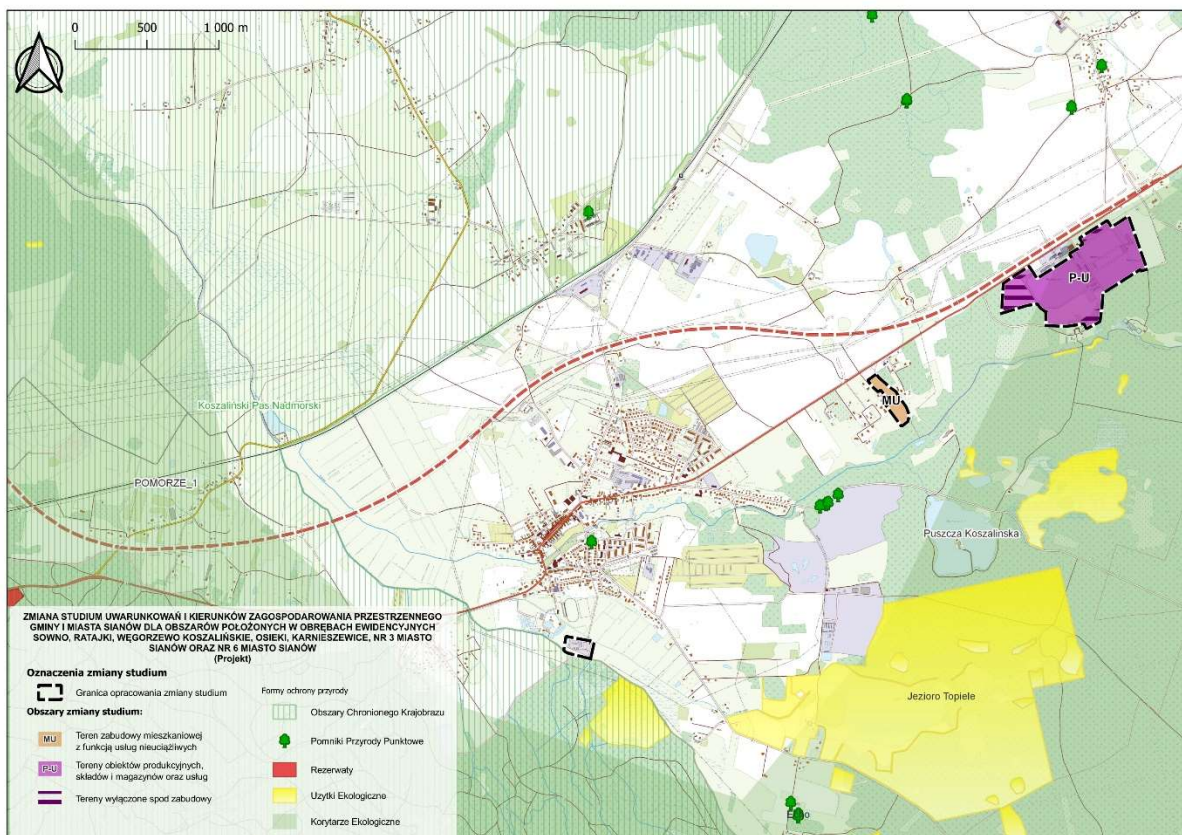 0 500 1 000 m
P-U
MU
Koszaliński Pas Nadmorski
POMORZE_1
Puszcza Koszalińska
Jezioro Topiele
ZMIANA STUDIUM UWARUNKOWAŃ I KIERUNKÓW ZAGOSPODAROWANIA PRZESTRZENNEGO
GMINY I MIASTA SIANÓW DLA OBSZARÓW POŁOŻONYCH W OBRĘBACH EWIDENCYJNYCH
SOWNO, RATAJKI, WĘGORZEWO KOSZALIŃSKIE, OSIEKI, KARNIESZEWICE, NR 3 MIASTO
SIANÓW ORAZ NR 6 MIASTO SIANÓW
(Projekt)
Oznaczenia zmiany studium
Granica opracowania zmiany studium
Obszary zmiany studium:
MU
Teren zabudowy mieszkaniowej
z funkcją usług nieuciążliwych
P-U
Tereny obiektów produkcyjnych,
składów i magazynów oraz usług
Tereny wyłączone spod zabudowy
Formy ochrony przyrody
Obszary Chronionego Krajobrazu
Pomniki Przyrody Punktowe
Rezerwaty
Użytki Ekologiczne
Korytarze Ekologiczne